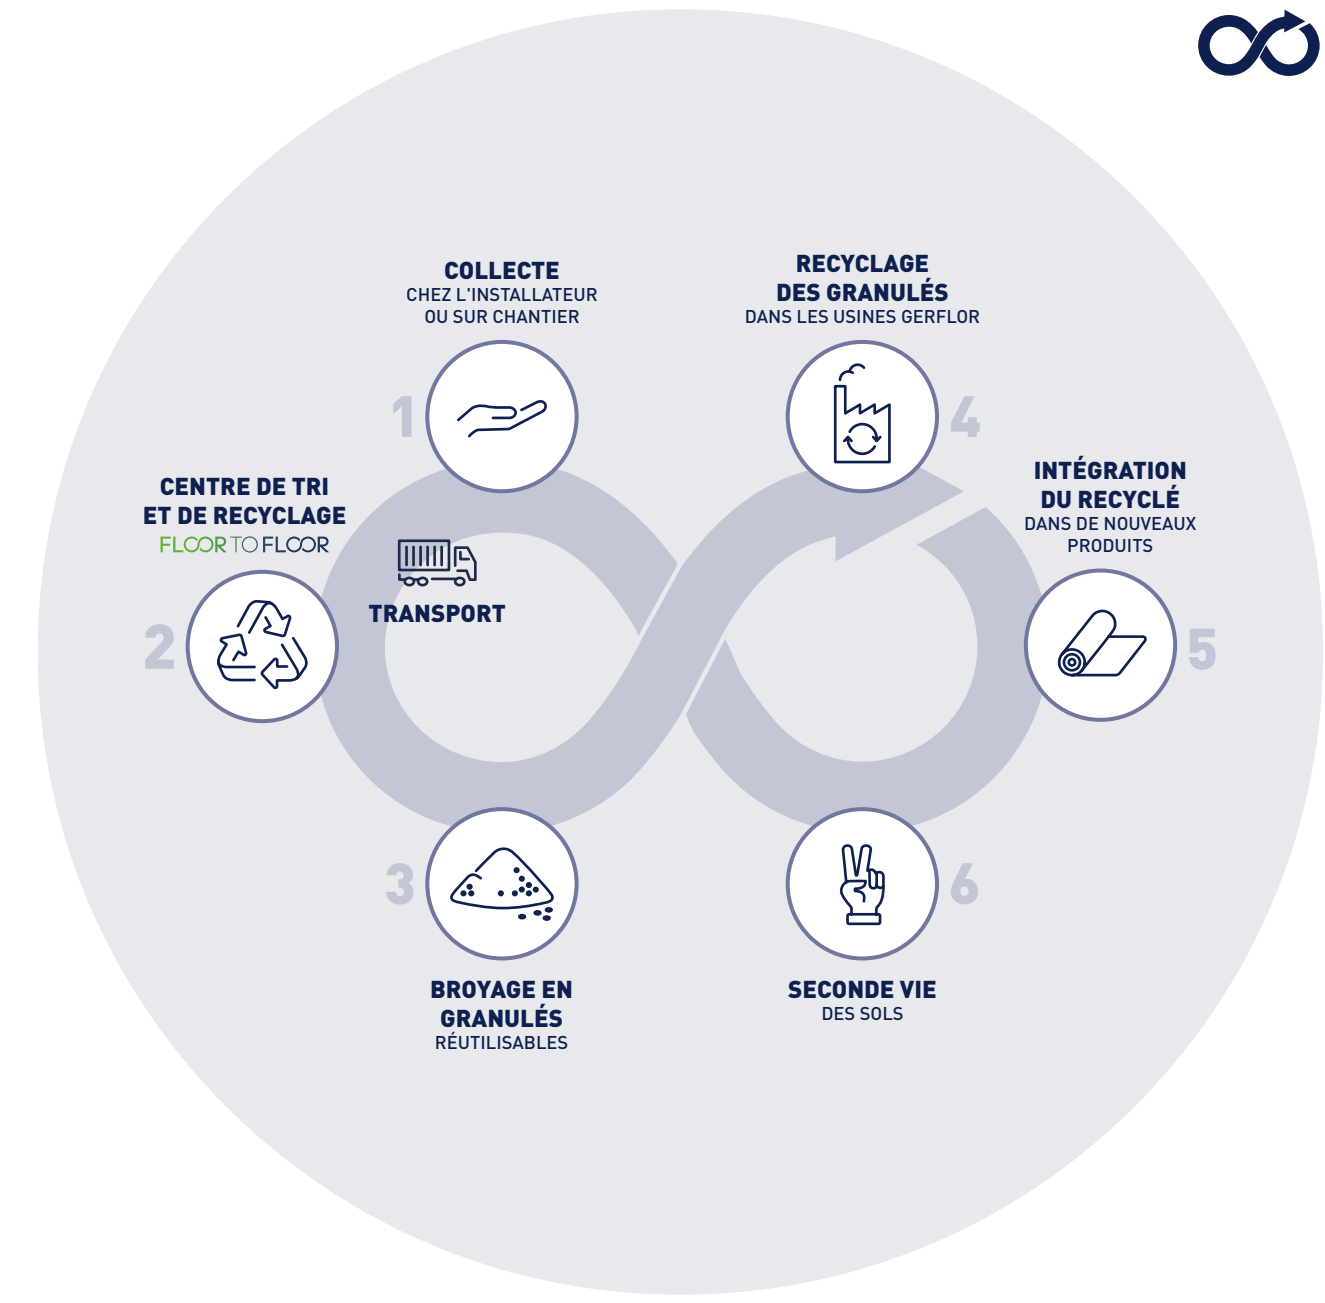 COLLECTE
CHEZ L'INSTALLATEUR
OU SUR CHANTIER
1
CENTRE DE TRI
ET DE RECYCLAGE
FLOOR TO FLOOR
2
TRANSPORT
3
BROYAGE EN
GRANULÉS
RÉUTILISABLES
RECYCLAGE
DES GRANULÉS
DANS LES USINES GERFLOR
4
INTÉGRATION
DU RECYCLÉ
DANS DE NOUVEAUX
PRODUITS
5
6
SECONDE VIE
DES SOLS